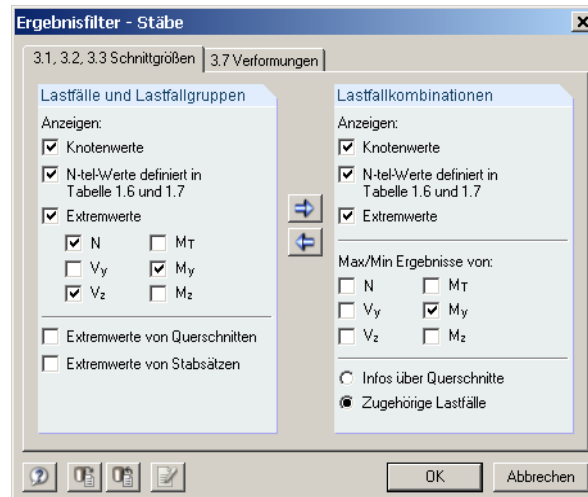 Ergebnisfilter - Stäbe
3.1, 3.2, 3.3 Schnittgrößen
3.7 Verformungen
Lastfälle und Lastfallgruppen
Anzeigen:
Knotenwerte
N-tel-Werte definiert in
Tabelle 1.6 und 1.7
Extremwerte
N MT
Vy My
Vz Mz
Extremwerte von Querschnitten
Extremwerte von Stabsätzen
Lastfallkombinationen
Anzeigen:
Knotenwerte
N-tel-Werte definiert in
Tabelle 1.6 und 1.7
Extremwerte
Max/Min Ergebnisse von:
N MT
Vy My
Vz Mz
Infos über Querschnitte
Zugehörige Lastfälle
OK
Abbrechen